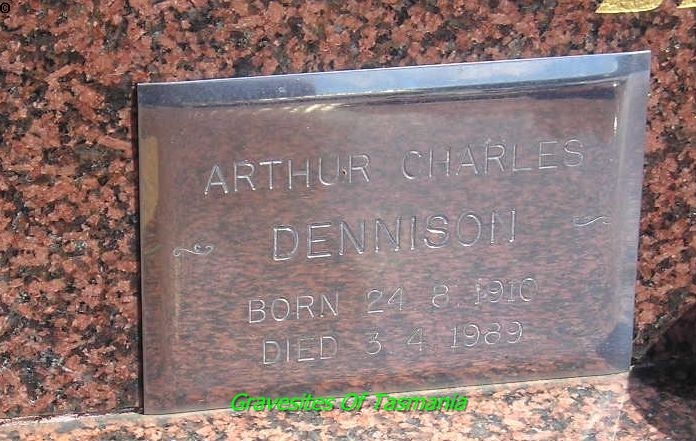 ©
ARTHUR CHARLES
DENNISON
BORN 24 8 1910
DIED 3 4 1989
Gravesites Of Tasmania